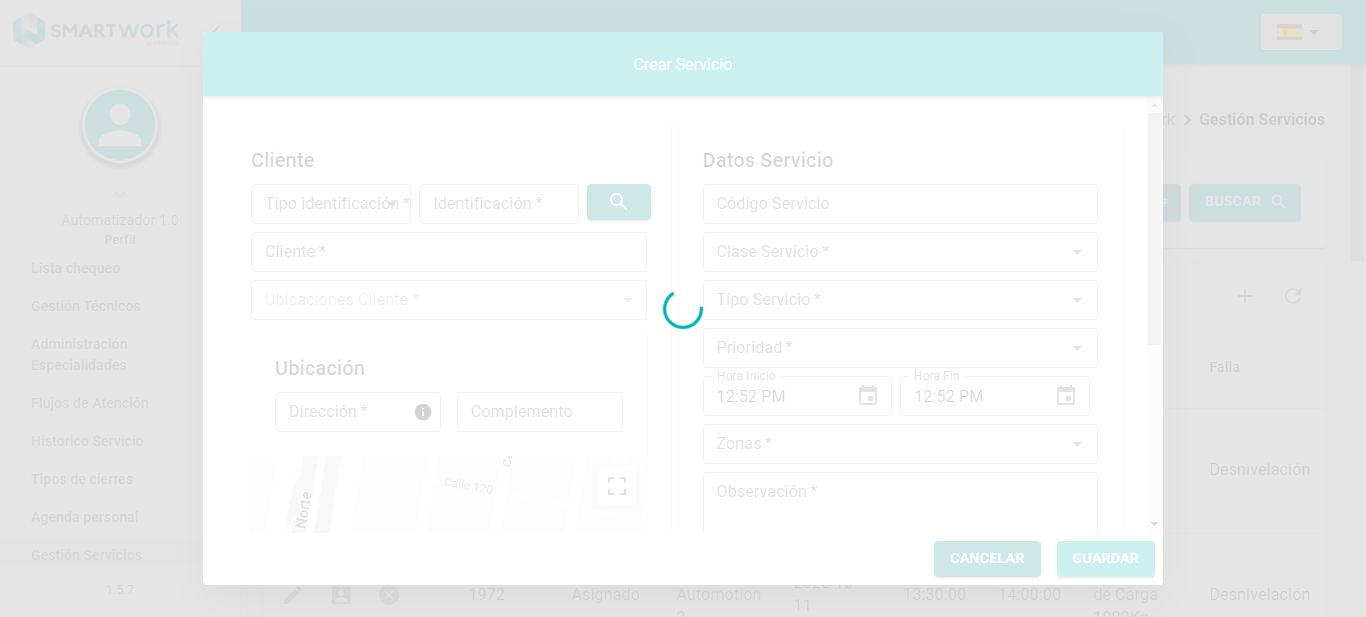 SMARTwork
Crear Servicio
rk > Gestión Servicios
Cliente
Datos Servicio
Tipo identificación *
Identificación *
Código Servicio
BUSCAR
Automatizador 1.0
Perfil
Cliente *
Clase Servicio *
Lista chequeo
Ubicaciones Cliente *
Tipo Servicio *
Gestión Técnicos
Administración
Especialidades
Prioridad *
Ubicación
Falla
Hora Inicio
Hora Fin
12:52 PM
12:52 PM
Flujos de Atención
Dirección *
Complemento
Historico Servicio
Zonas *
Tipos de cierres
Desnivelación
Calle 120
Observación *
Norte
Agenda personal
Gestión Servicios
CANCELAR
GUARDAR
1.5.7
1972
Asignado
Automotion
11
13:30:00
14:00:00
de Carga
Desnivelación